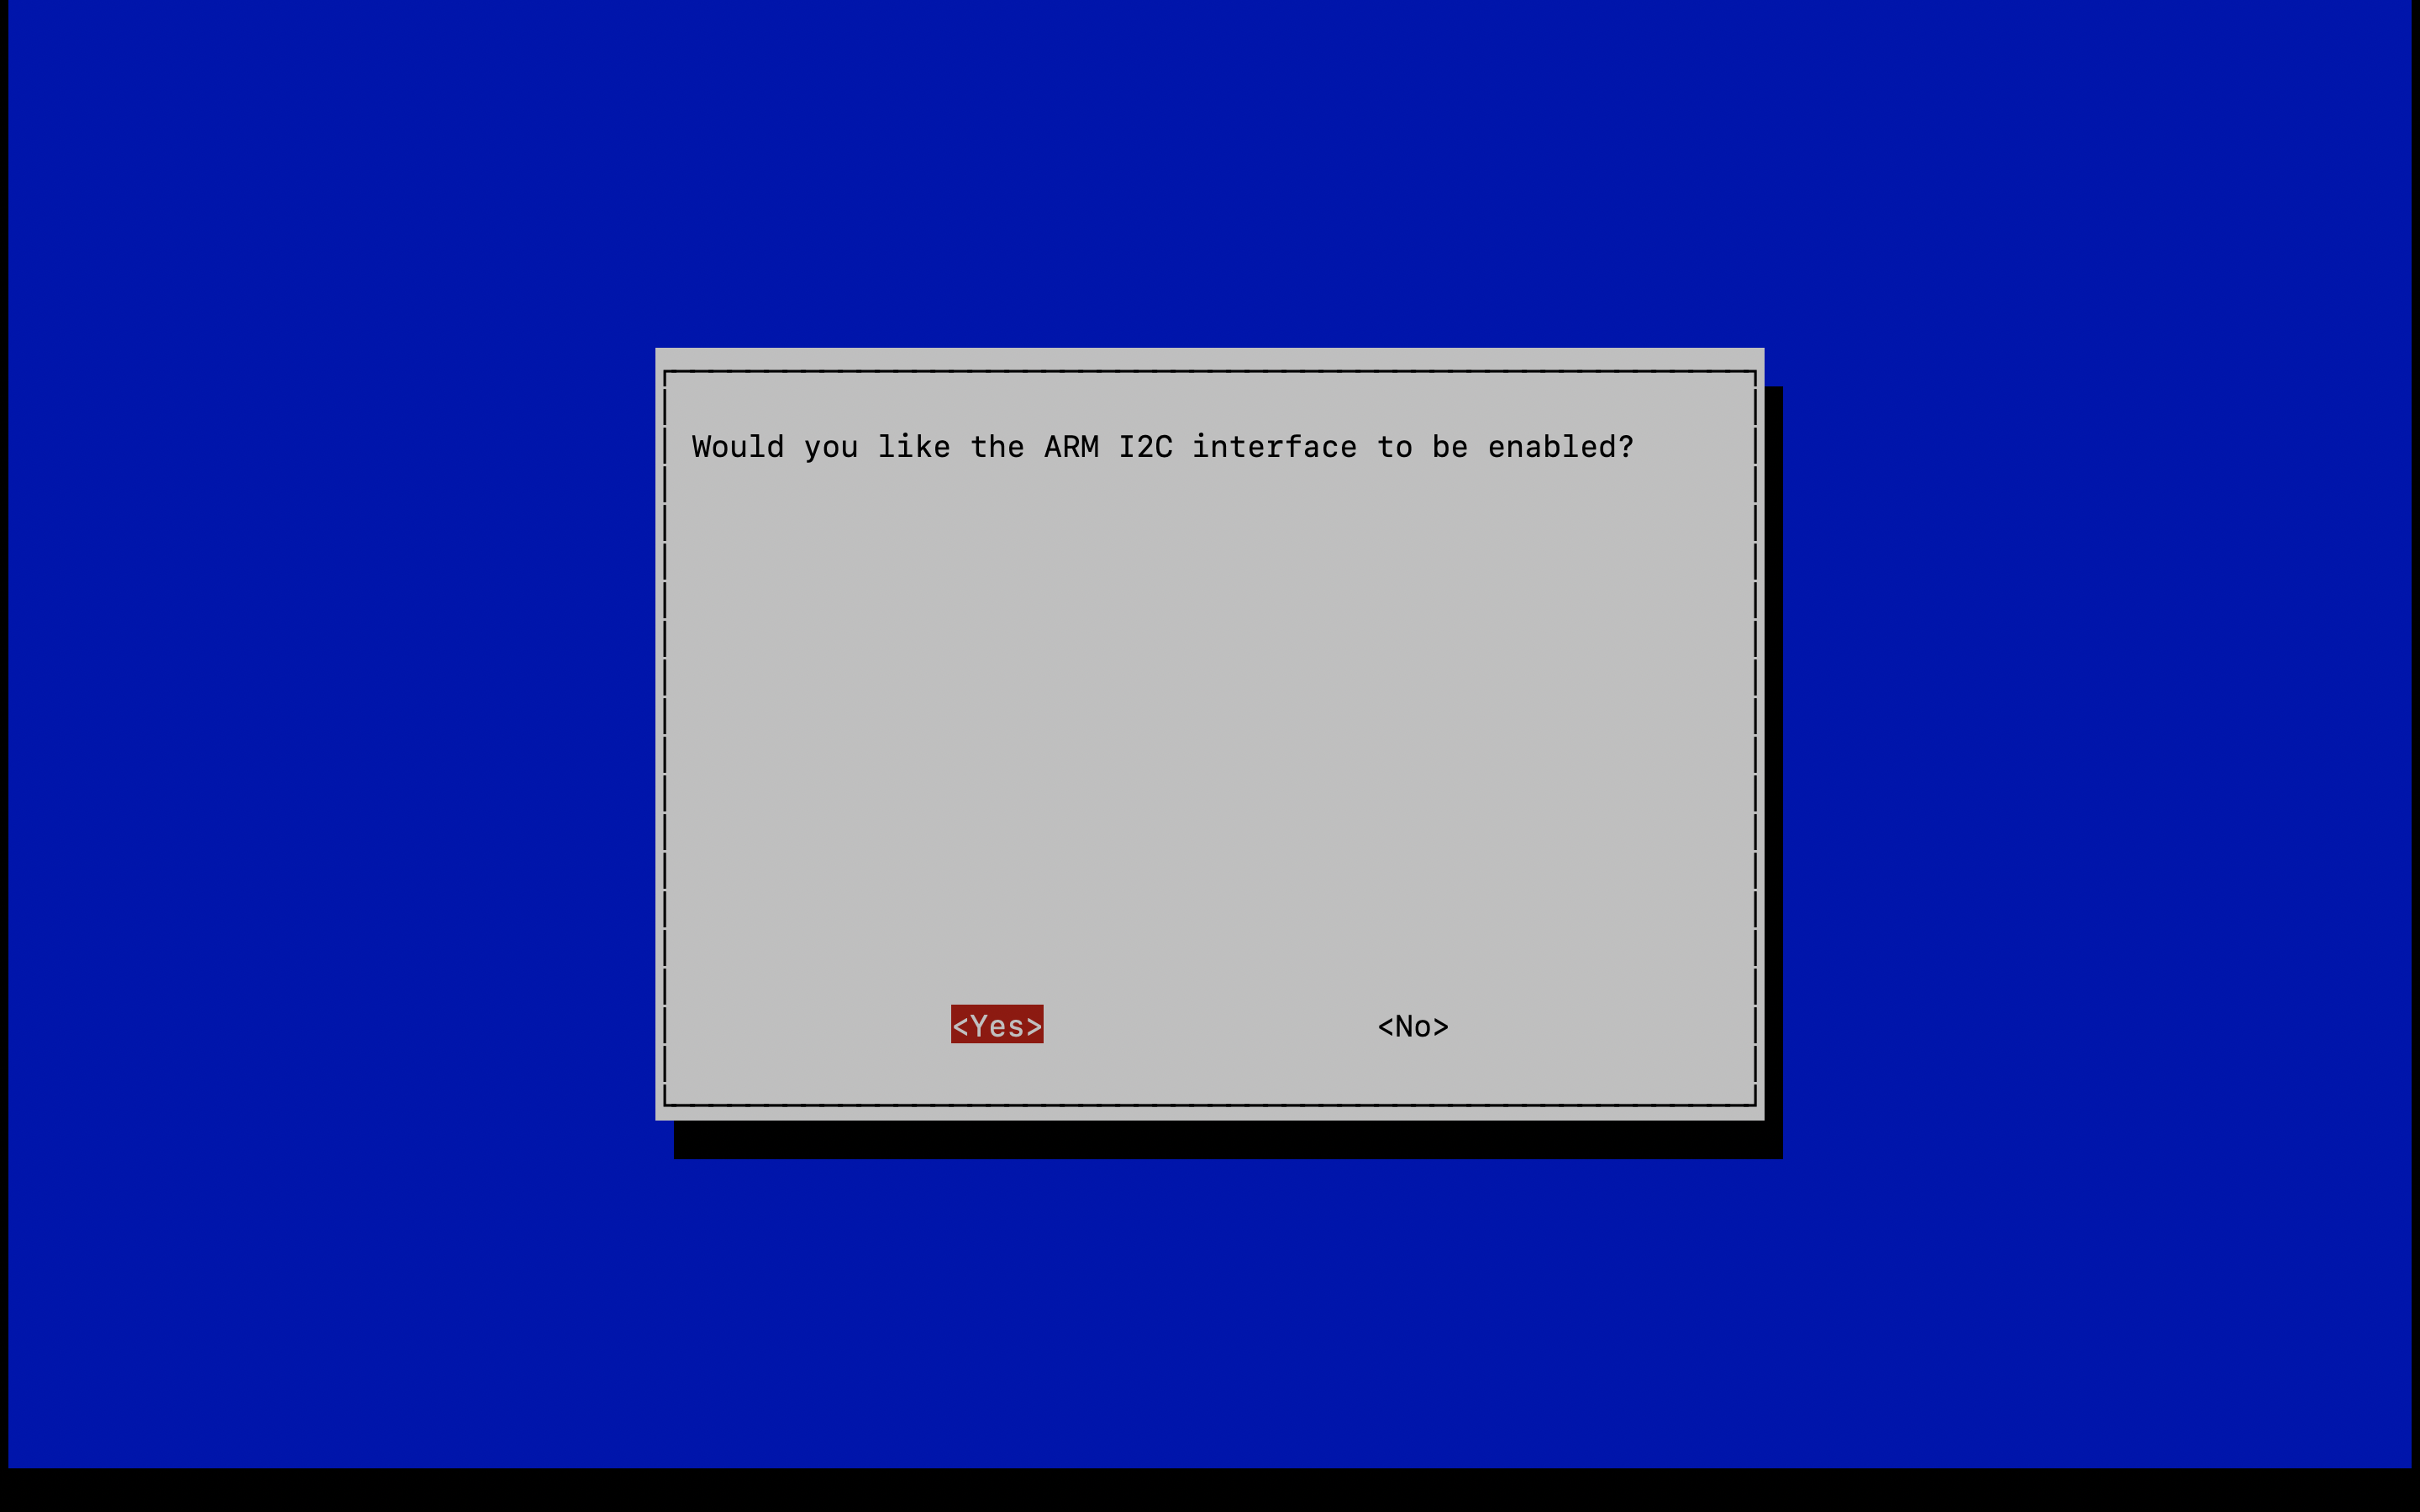 Would you like the ARM I2C interface to be enabled?
<Yes> <No>